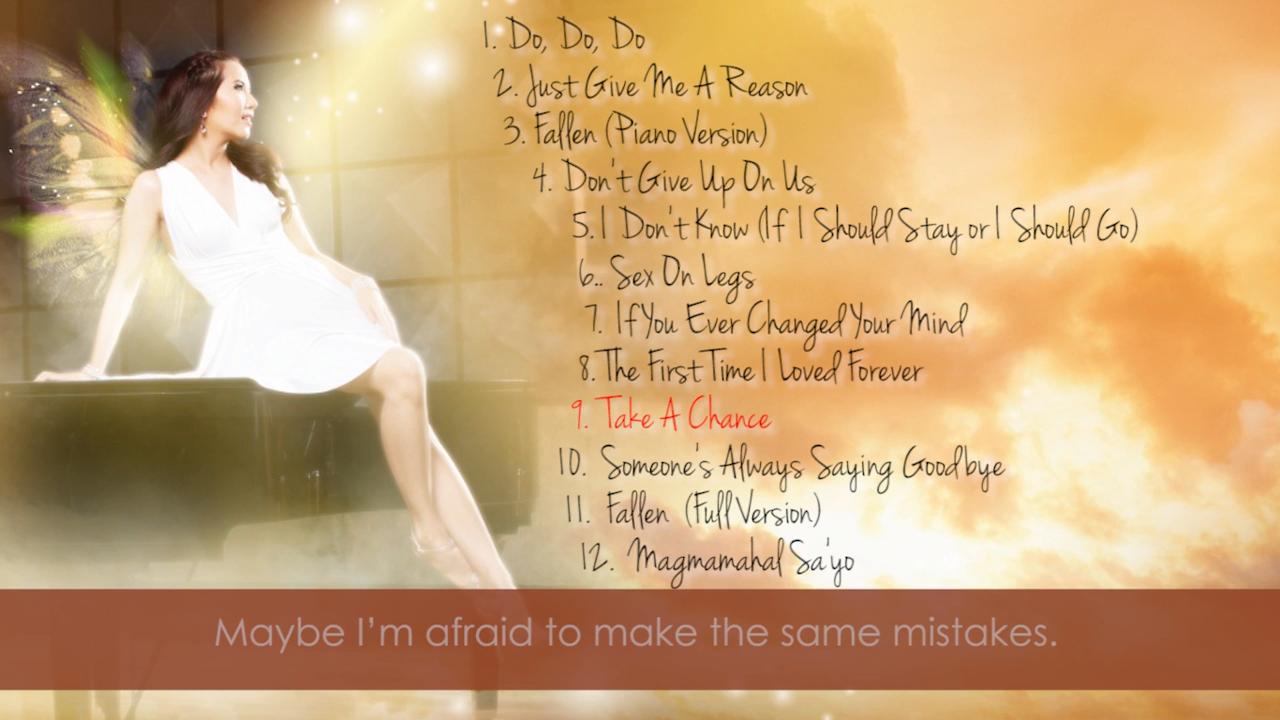 1. Do, Do, Do
2. Just Give Me A Reason
3. Fallen (Piano Version)
4. Don't Give Up On Us
5. I Don't Know (If I Should Stay or I Should Go)
6.. Sex On Legs
7. If You Ever Changed Your Mind
8. The First Time I Loved Forever
9. Take A Chance
10. Someone's Always Saying Goodbye
11. Fallen (Full Version)
12. Magmamahal Sa'yo
Maybe I'm afraid to make the same mistakes.